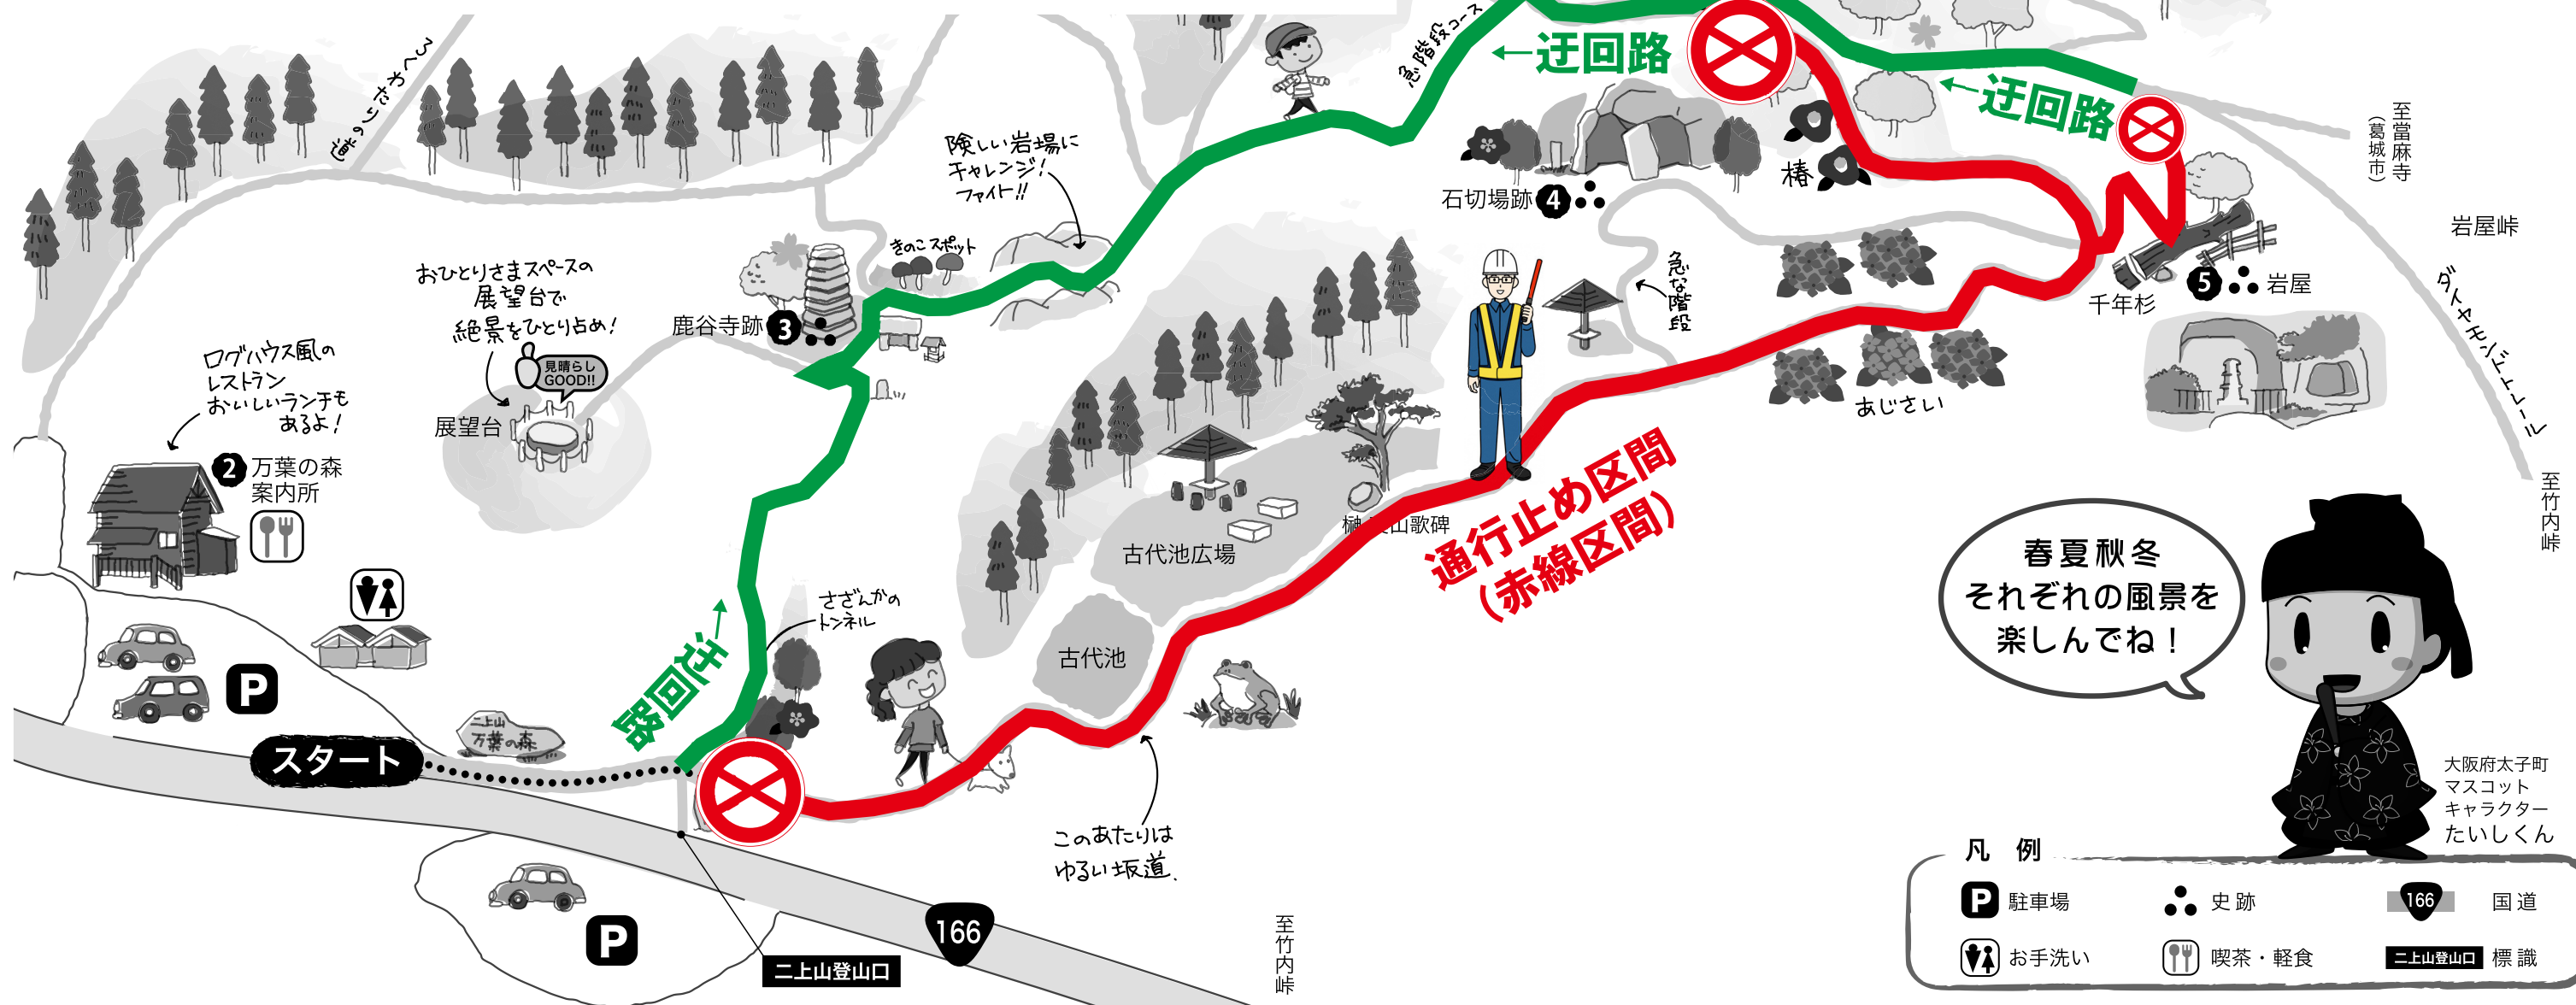 ろくわたりの道
急階段コース
←迂回路
←迂回路
至當麻寺
（葛城市）
険しい岩場に
チャレンジ！
ファイト!!
椿
石切場跡
4
岩屋峠
きのこスポット
おひとりさまスペースの
展望台で
絶景をひとり占め！
急な階段
ダイヤモンドトレール
5
岩屋
千年杉
鹿谷寺跡
3
ログハウス風の
レストラン
おいしいランチも
あるよ！
見晴らし
GOOD!!
展望台
あじさい
2
万葉の森
案内所
通行止め区間
（赤線区間）
至竹内峠
山歌碑
古代池広場
春夏秋冬
それぞれの風景を
楽しんでね！
さざんかの
トンネル
迂回路→
古代池
P
二上山
万葉の森
スタート
大阪府太子町
マスコット
キャラクター
たいしくん
このあたりは
ゆるい坂道.
166
P
二上山登山口
至竹内峠
凡例
P 駐車場
史跡
166 国道
お手洗い
喫茶・軽食
二上山登山口 標識